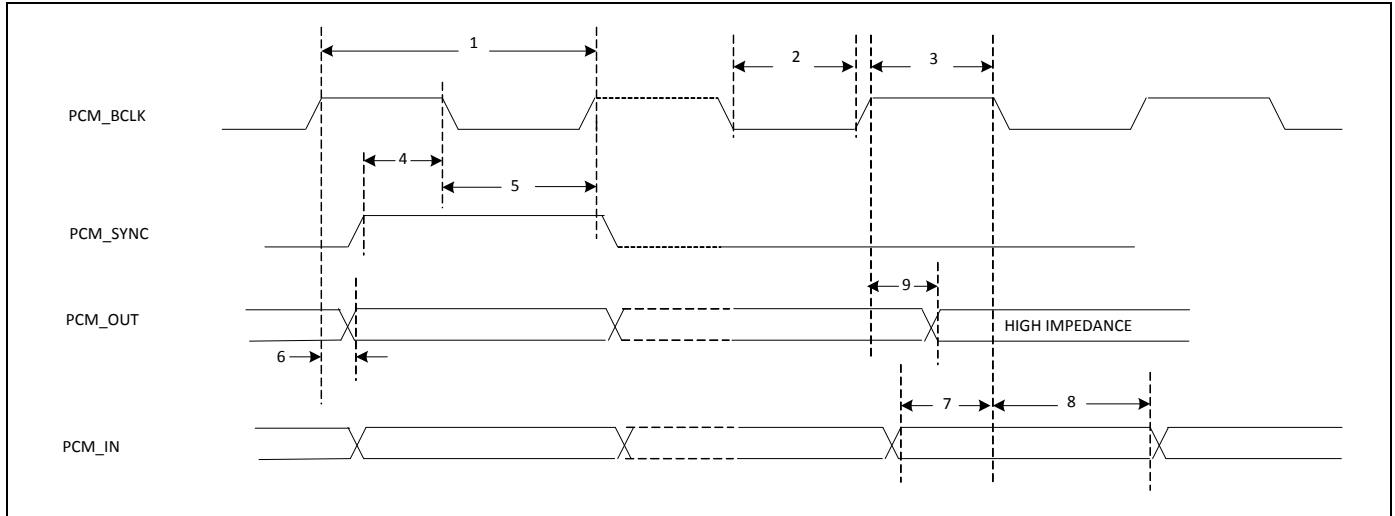 1
2
3
PCM_BCLK
4
5
PCM_SYNC
9
PCM_OUT
HIGH IMPEDANCE
6
7
8
PCM_IN